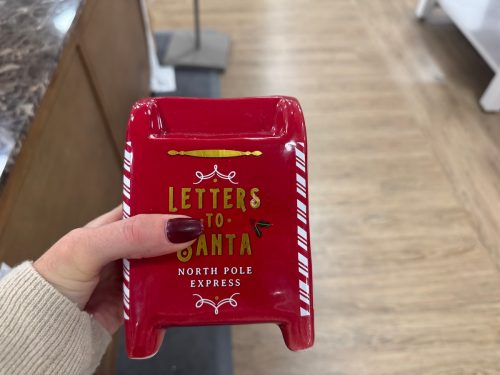 LETTERS
TO
SANTA
NORTH POLE
EXPRESS